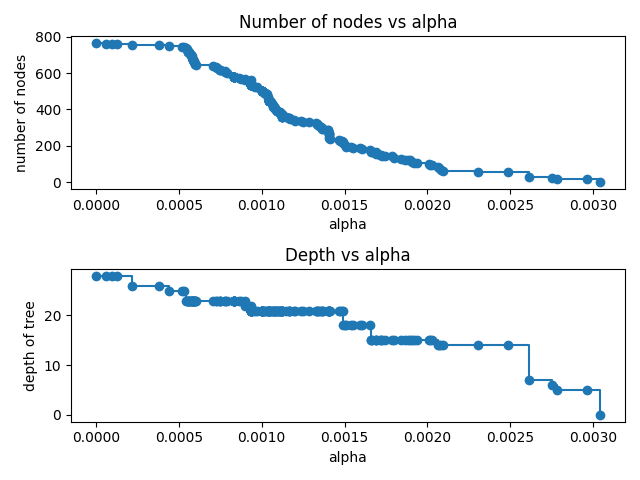 Number of nodes vs alpha
number of nodes
800
600
400
200
0
0.0000 0.0005 0.0010 0.0015 0.0020 0.0025 0.0030
alpha
Depth vs alpha
depth of tree
20
10
0
0.0000 0.0005 0.0010 0.0015 0.0020 0.0025 0.0030
alpha